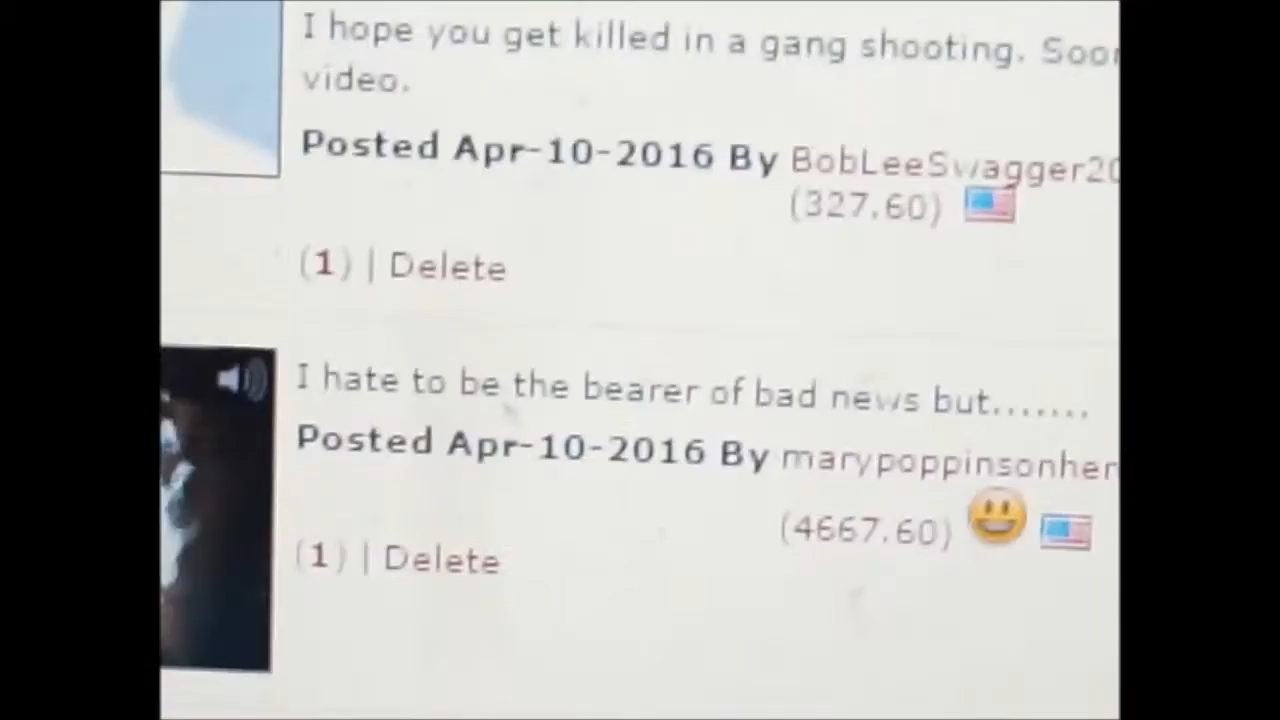 I hope you get killed in a gang shooting.
video.
Posted Apr-10-2016 By BobLeeSwagger20
(327.60)
(1) | Delete
I hate to be the bearer of bad news but.......
Posted Apr-10-2016 By marypoppinsonher
(4667.60)
(1) | Delete